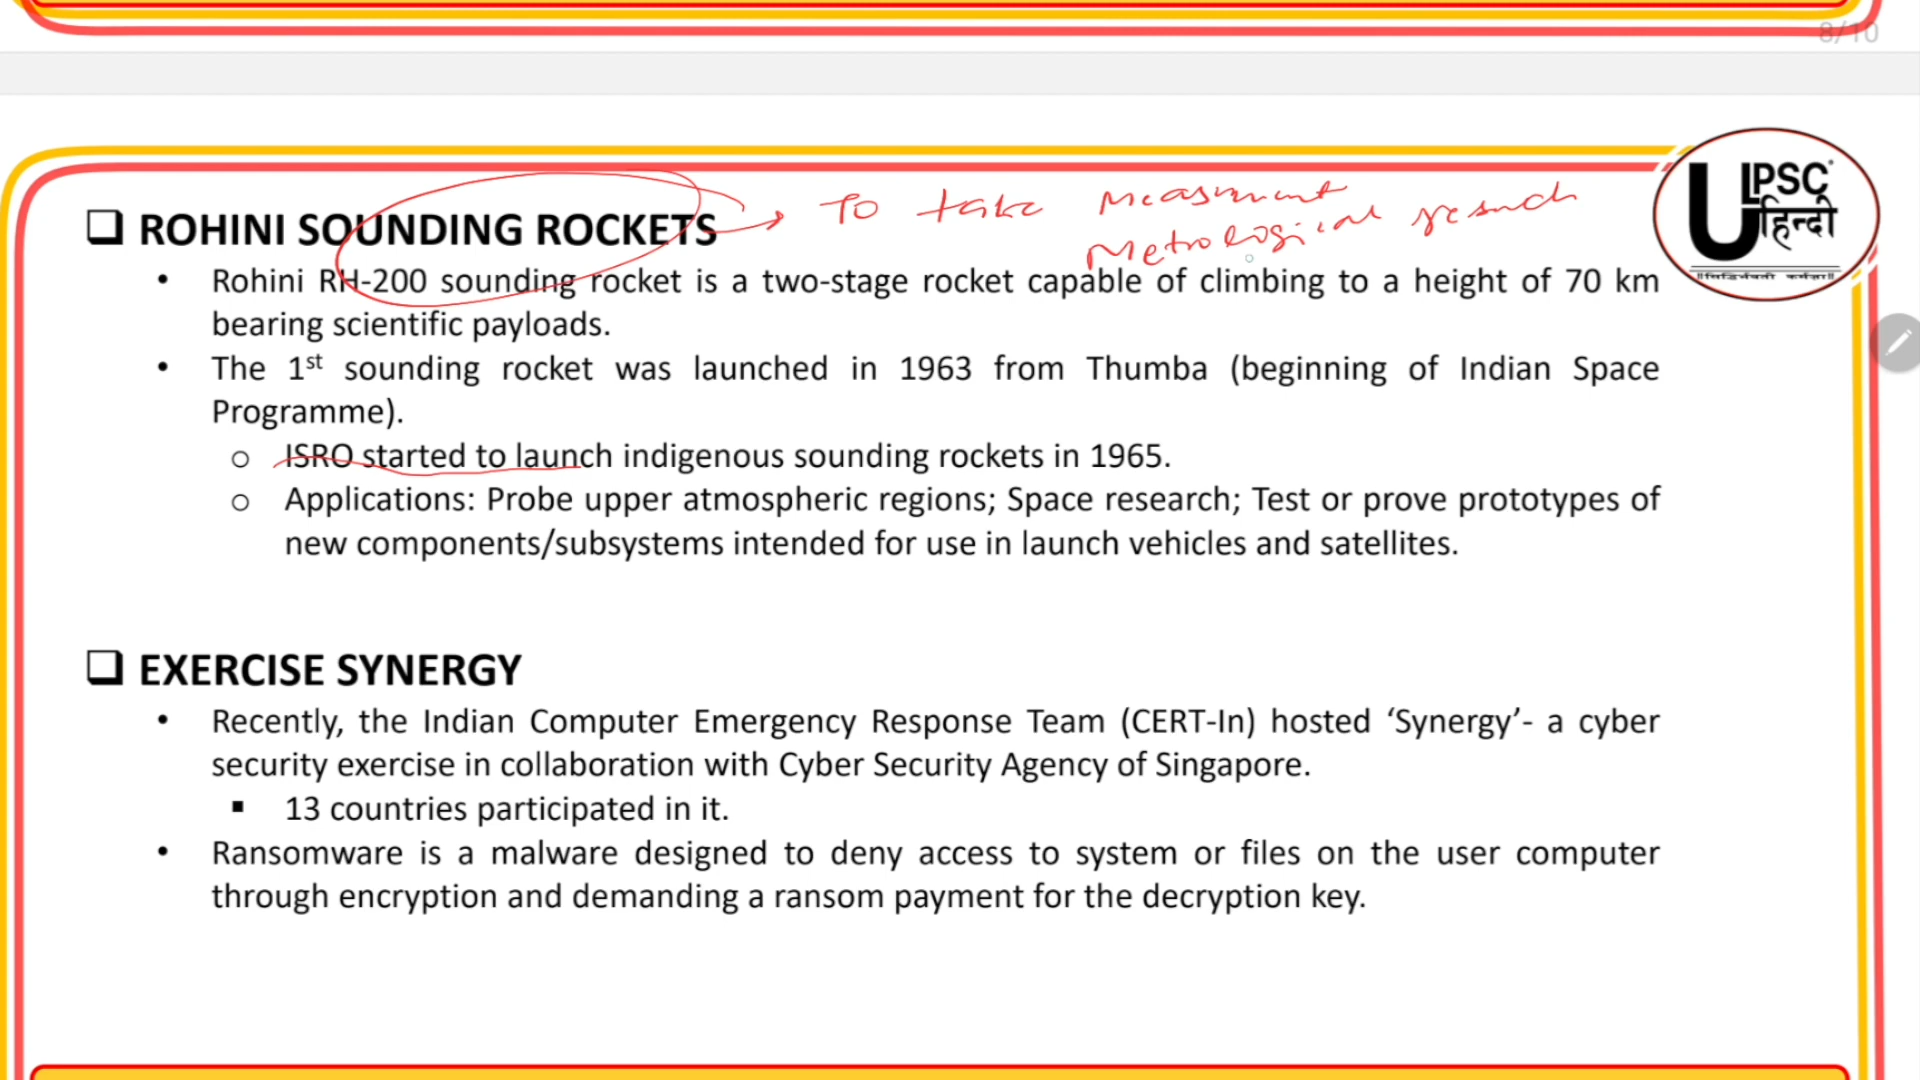 8/10
❑ ROHINI SOUNDING ROCKETS
To take Measurment
Metrological
• Rohini RH-200 sounding rocket is a two-stage rocket capable of climbing to a height of 70 km
bearing scientific payloads.
• The 1st sounding rocket was launched in 1963 from Thumba (beginning of Indian Space
Programme).
o ISRO started to launch indigenous sounding rockets in 1965.
o Applications: Probe upper atmospheric regions; Space research; Test or prove prototypes of
new components/subsystems intended for use in launch vehicles and satellites.
❑ EXERCISE SYNERGY
• Recently, the Indian Computer Emergency Response Team (CERT-In) hosted ‘Synergy’- a cyber
security exercise in collaboration with Cyber Security Agency of Singapore.
▪ 13 countries participated in it.
• Ransomware is a malware designed to deny access to system or files on the user computer
through encryption and demanding a ransom payment for the decryption key.
UPSC
हिन्दी